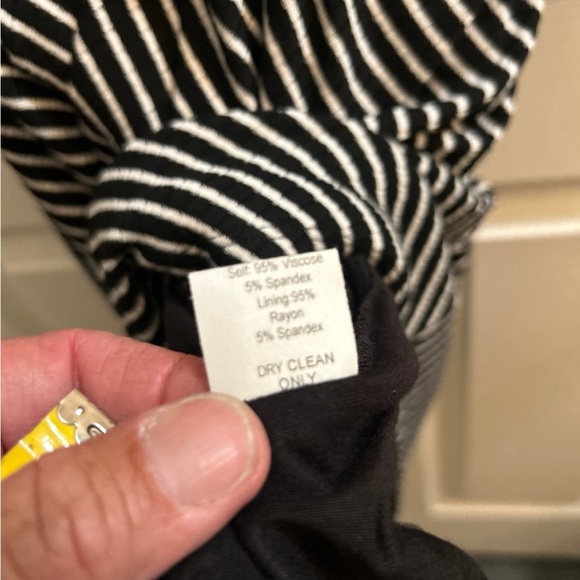 Self: 95% Viscose
5% Spandex
Lining:95%
Rayon
5% Spandex
DRY CLEAN
ONLY